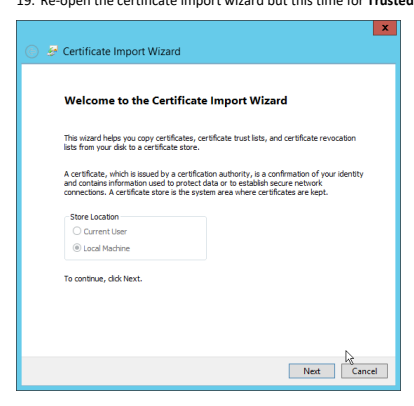 19. Re-open the certificate import wizard but this time for Trusted
x
Certificate Import Wizard
Welcome to the Certificate Import Wizard
This wizard helps you copy certificates, certificate trust lists, and certificate revocation
lists from your disk to a certificate store.
A certificate, which is issued by a certification authority, is a confirmation of your identity
and contains information used to protect data or to establish secure network
connections. A certificate store is the system area where certificates are kept.
Store Location
Current User
Local Machine
To continue, click Next.
Next
Cancel